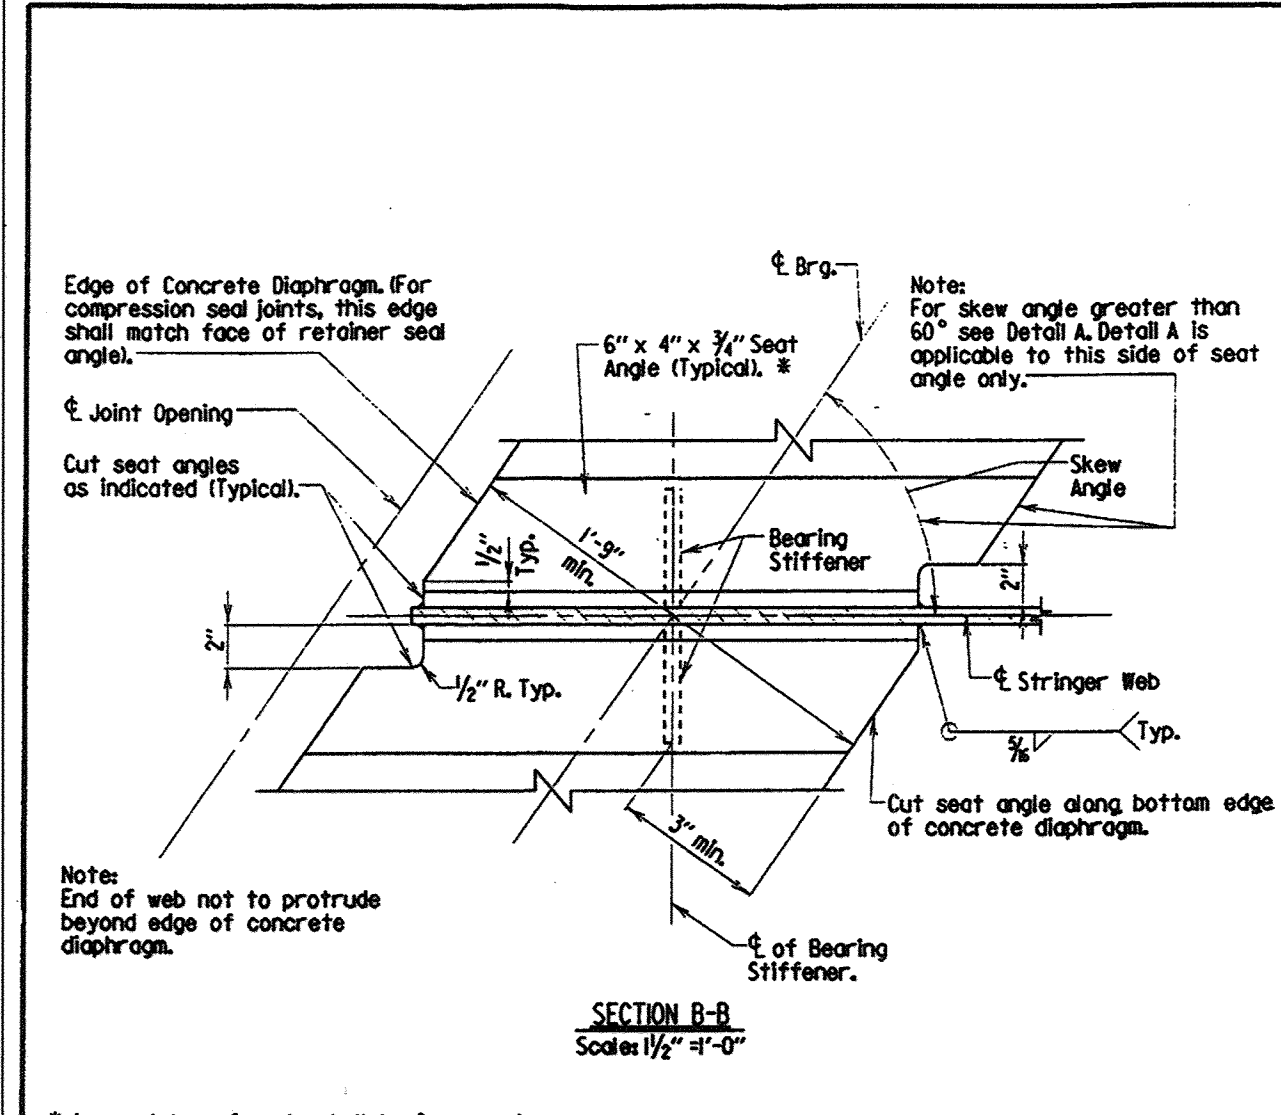 Edge of Concrete Diaphragm. (For
compression seal joints, this edge
shall match face of retainer seal
angle).
℄ Joint Opening
Cut seat angles
as indicated (Typical).
6" x 4" x 3/4" Seat
Angle (Typical). *
℄ Brg.
Note:
For skew angle greater than
60° see Detail A. Detail A is
applicable to this side of seat
angle only.
Skew
Angle
1/2"
Typ.
1'-9"
min.
Bearing
Stiffener
2"
2"
1/2" R. Typ.
℄ Stringer Web
5/16
Typ.
Cut seat angle along bottom edge
of concrete diaphragm.
3" min.
Note:
End of web not to protrude
beyond edge of concrete
diaphragm.
℄ of Bearing
Stiffener.
SECTION B-B
Scale: 1 1/2" = 1'-0"